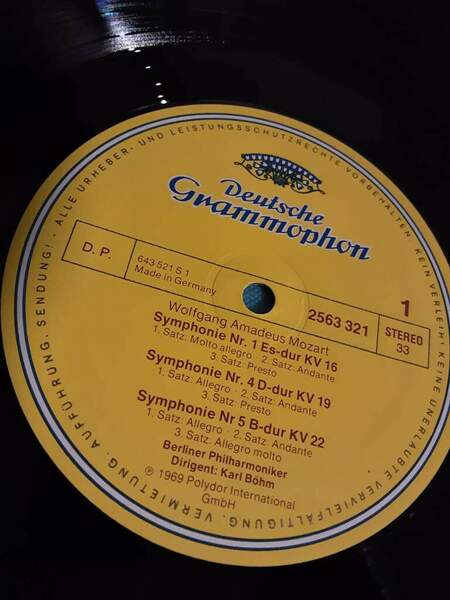 ALLE URHEBER- UND LEISTUNGSSCHUTZRECHTE VORBEHALTEN. KEIN VERLEIH! KEINE UNERLAUBTE VERVIELFÄLTIGUNG, VERMIETUNG, AUFFÜHRUNG, SENDUNG!
Deutsche
Grammophon
D. P.
643 521 S 1
Made in Germany
2563 321
1
STEREO
33
Wolfgang Amadeus Mozart
Symphonie Nr. 1 Es-dur KV 16
1. Satz: Molto allegro · 2. Satz: Andante
3. Satz: Presto
Symphonie Nr. 4 D-dur KV 19
1. Satz: Allegro · 2. Satz: Andante
3. Satz: Presto
Symphonie Nr 5 B-dur KV 22
1. Satz: Allegro · 2. Satz: Andante
3. Satz: Allegro molto
Berliner Philharmoniker
Dirigent: Karl Böhm
℗ 1969 Polydor International
GmbH